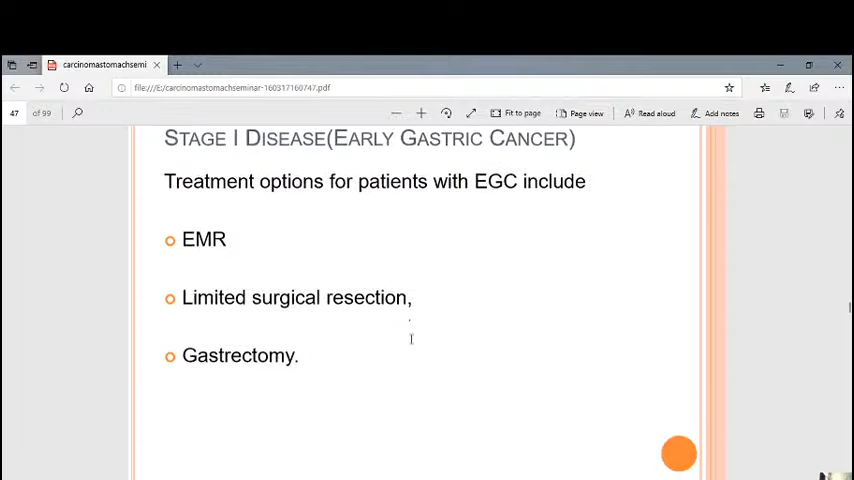 carcinomastomachsemi
file:///E:/carcinomastomachseminar-160317160747.pdf
47 of 99 Fit to page Page view Read aloud Add notes
STAGE I DISEASE(EARLY GASTRIC CANCER)
Treatment options for patients with EGC include
EMR
Limited surgical resection,
Gastrectomy.